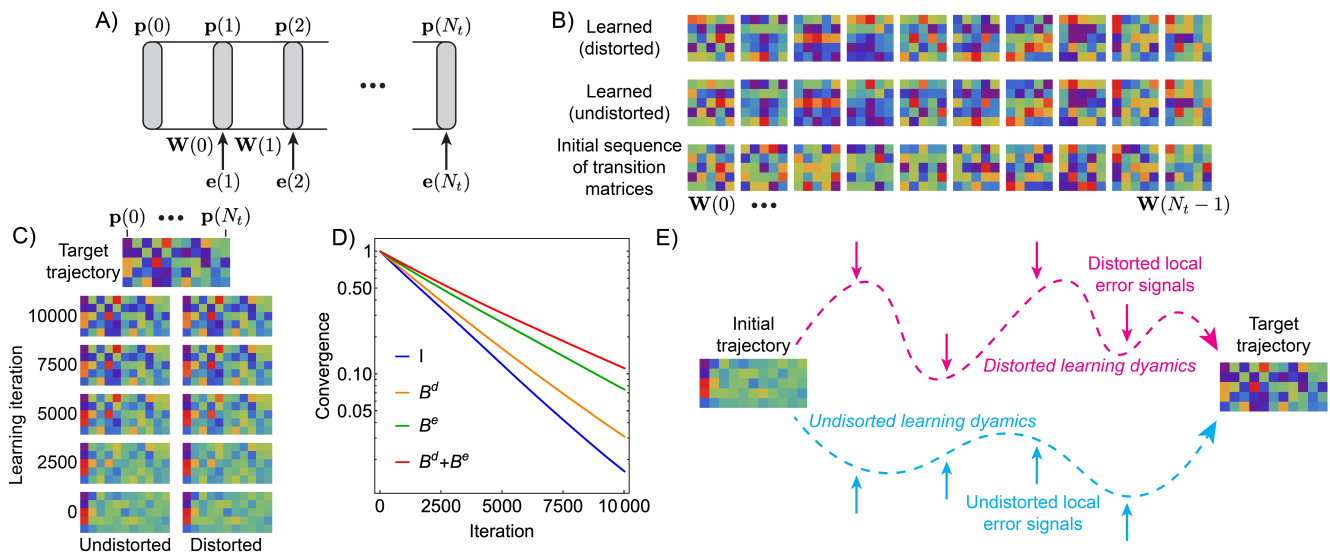 A)
p(0) p(1) p(2) p(N_t)
•••
W(0) W(1)
e(1) e(2) e(N_t)
B)
Learned
(distorted)
Learned
(undistorted)
Initial sequence
of transition
matrices
W(0) ••• W(N_t − 1)
C)
p(0) ••• p(N_t)
Target
trajectory
Learning iteration
10000
7500
5000
2500
0
Undistorted Distorted
D)
Convergence
1
0.50
0.10
0.05
I
B^d
B^e
B^d+B^e
0 2500 5000 7500 10 000
Iteration
E)
Distorted local
error signals
Initial
trajectory
Target
trajectory
Distorted learning dyamics
Undisorted learning dyamics
Undistorted local
error signals